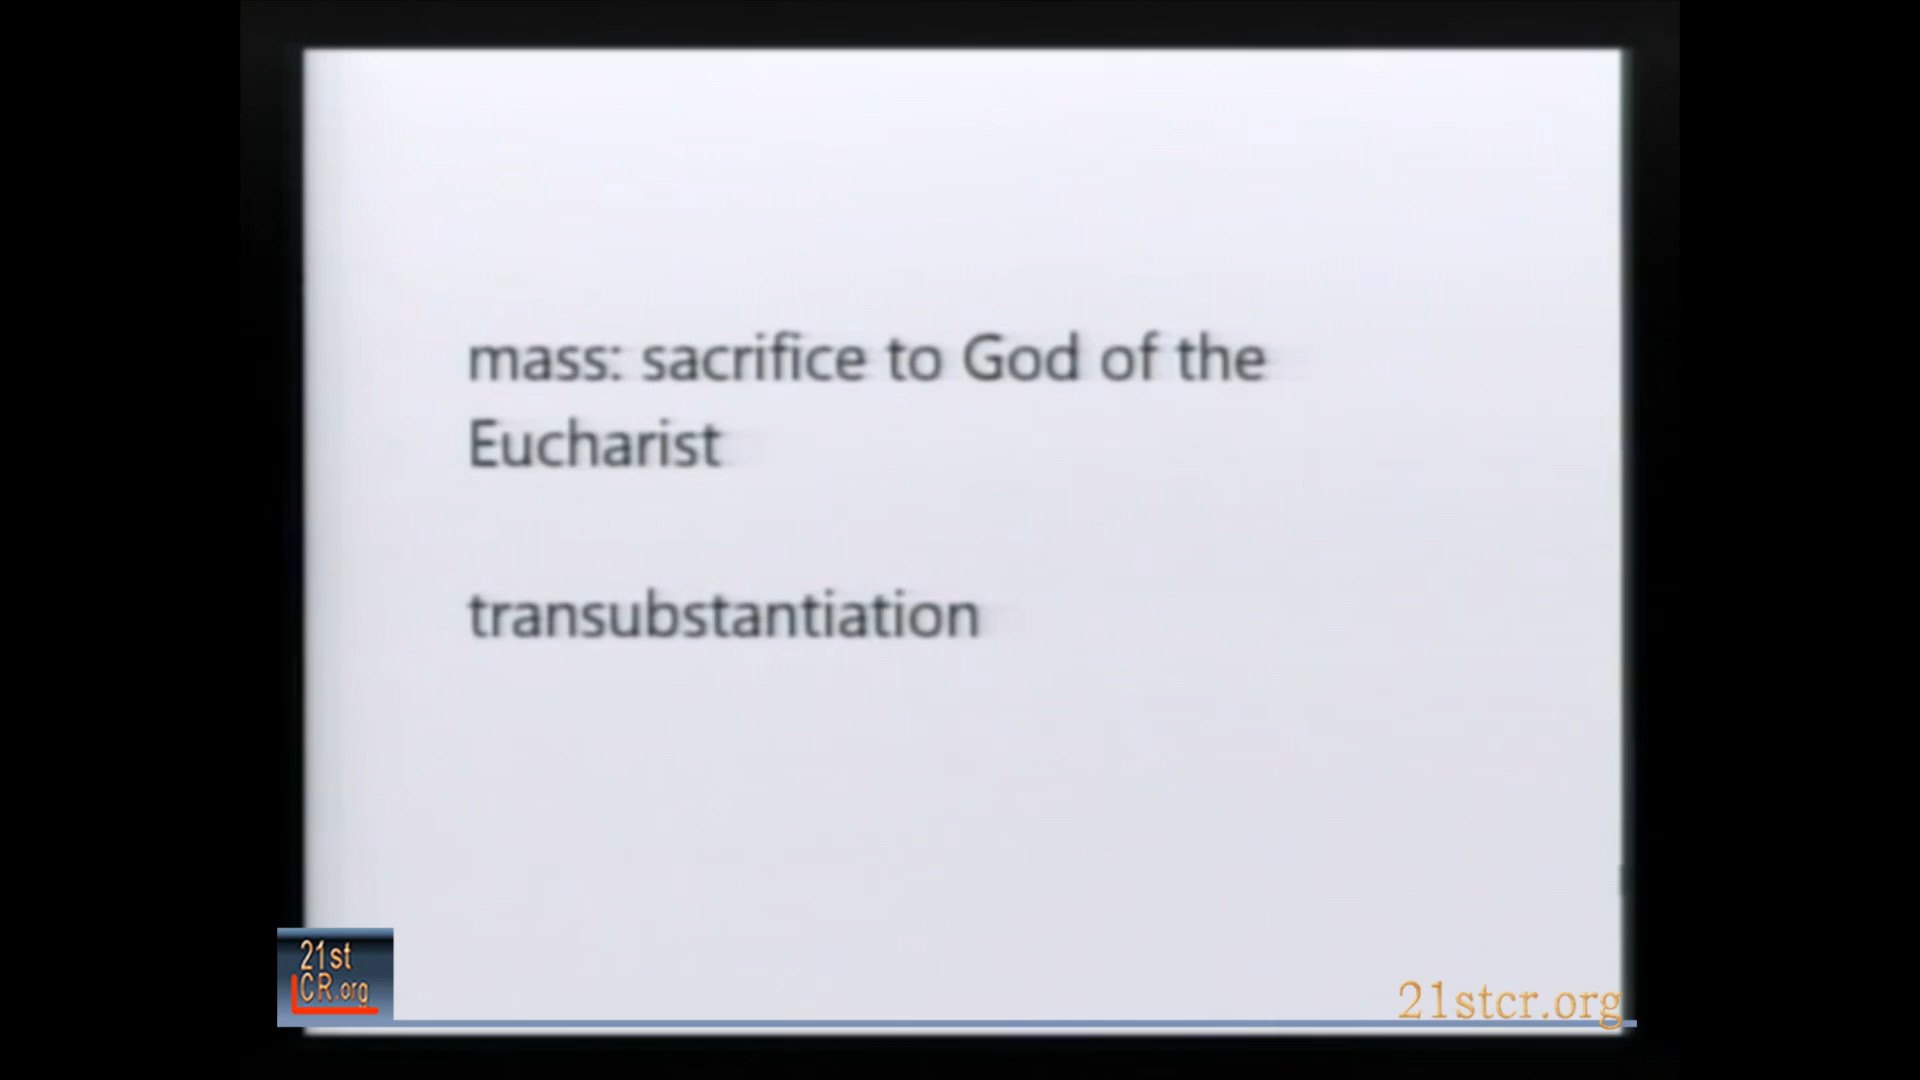 mass: sacrifice to God of the
Eucharist
transubstantiation
21st
CR.org
21stcr.org